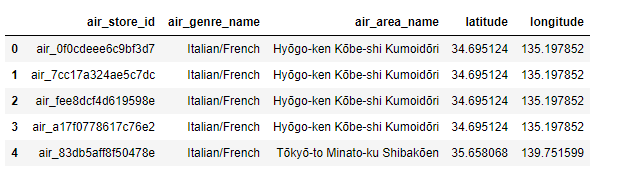 air_store_id air_genre_name air_area_name latitude longitude
0 air_0f0cdeee6c9bf3d7 Italian/French Hyōgo-ken Kōbe-shi Kumoidōri 34.695124 135.197852
1 air_7cc17a324ae5c7dc Italian/French Hyōgo-ken Kōbe-shi Kumoidōri 34.695124 135.197852
2 air_fee8dcf4d619598e Italian/French Hyōgo-ken Kōbe-shi Kumoidōri 34.695124 135.197852
3 air_a17f0778617c76e2 Italian/French Hyōgo-ken Kōbe-shi Kumoidōri 34.695124 135.197852
4 air_83db5aff8f50478e Italian/French Tōkyō-to Minato-ku Shibakōen 35.658068 139.751599